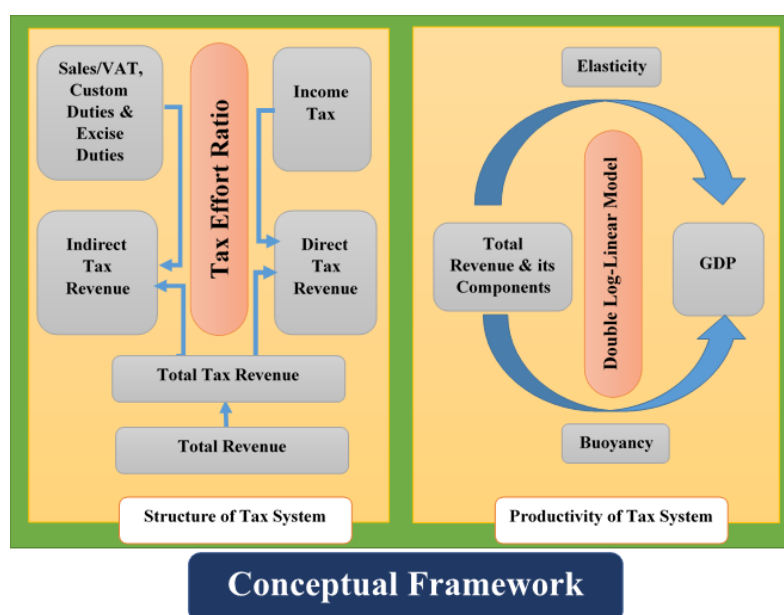 Sales/VAT,
Custom
Duties &
Excise
Duties
Tax Effort Ratio
Income
Tax
Indirect
Tax
Revenue
Direct
Tax
Revenue
Total Tax Revenue
Total Revenue
Structure of Tax System
Elasticity
Total
Revenue & its
Components
Double Log-Linear Model
GDP
Buoyancy
Productivity of Tax System
Conceptual Framework